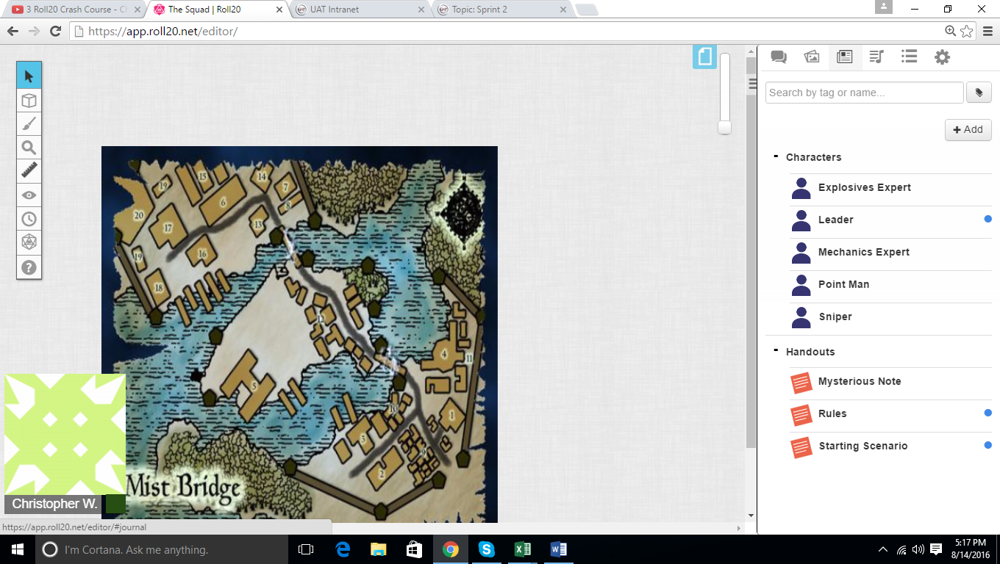 3 Roll20 Crash Course - Ch
The Squad | Roll20
UAT Intranet
Topic: Sprint 2
https://app.roll20.net/editor/
Search by tag or name...
+ Add
- Characters
Explosives Expert
Leader
Mechanics Expert
Point Man
Sniper
- Handouts
Mysterious Note
Rules
Starting Scenario
15
14
19
7
6
8
20
17
13
16
19
18
12
4
11
5
10
1
3
9
2
Mist Bridge
Christopher W.
https://app.roll20.net/editor/#journal
I'm Cortana. Ask me anything.
5:17 PM
8/14/2016